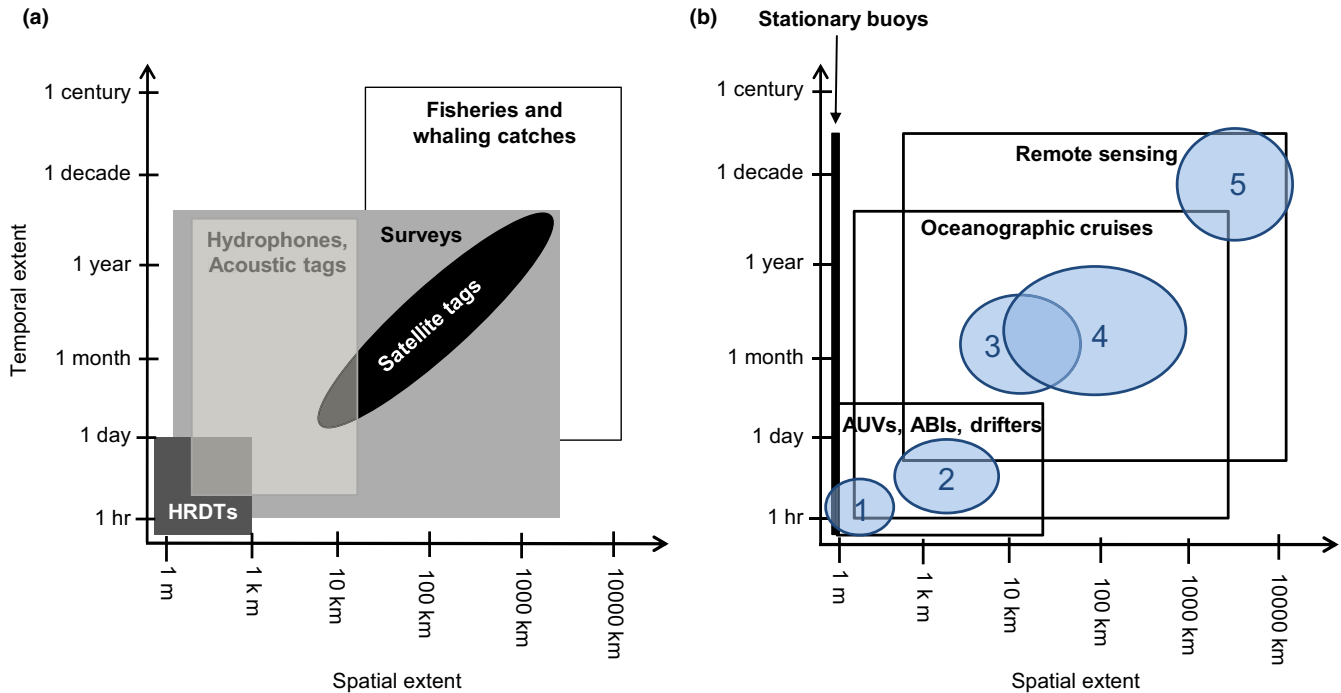 (a)
Temporal extent
1 century
1 decade
1 year
1 month
1 day
1 hr
Fisheries and
whaling catches
Hydrophones,
Acoustic tags
Surveys
Satellite tags
HRDTs
1 m
1 k m
10 km
100 km
1000 km
10000 km
Spatial extent
(b)
Stationary buoys
1 century
1 decade
1 year
1 month
1 day
1 hr
Remote sensing
5
Oceanographic cruises
3
4
AUVs, ABIs, drifters
2
1
1 m
1 km
10 km
100 km
1000 km
10000 km
Spatial extent